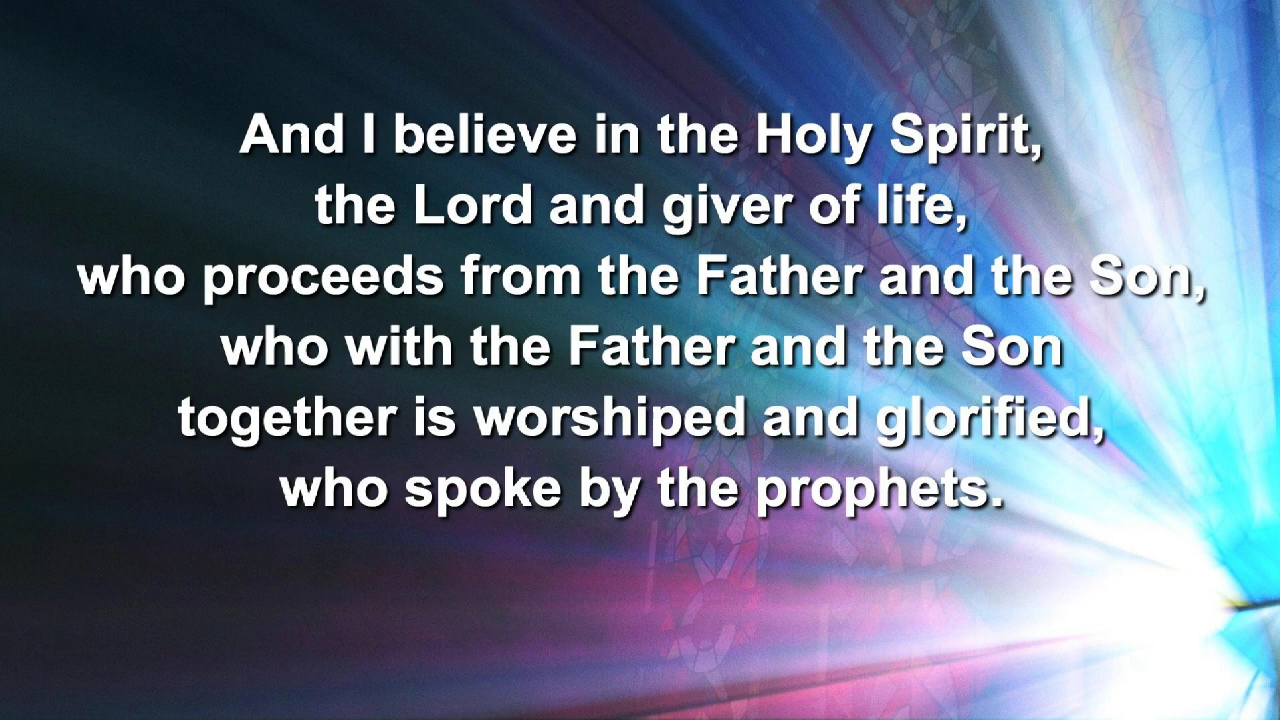 And I believe in the Holy Spirit,
the Lord and giver of life,
who proceeds from the Father and the Son,
who with the Father and the Son
together is worshiped and glorified,
who spoke by the prophets.